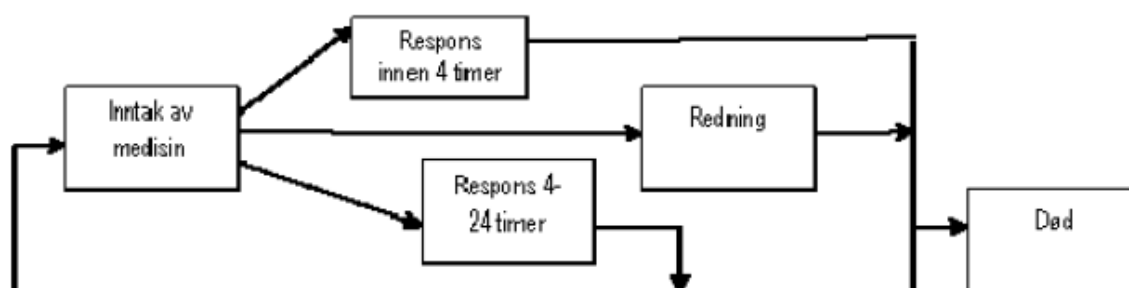 Respons
innen 4 timer
Inntak av
medisin
Redning
Respons 4-
24 timer
Død